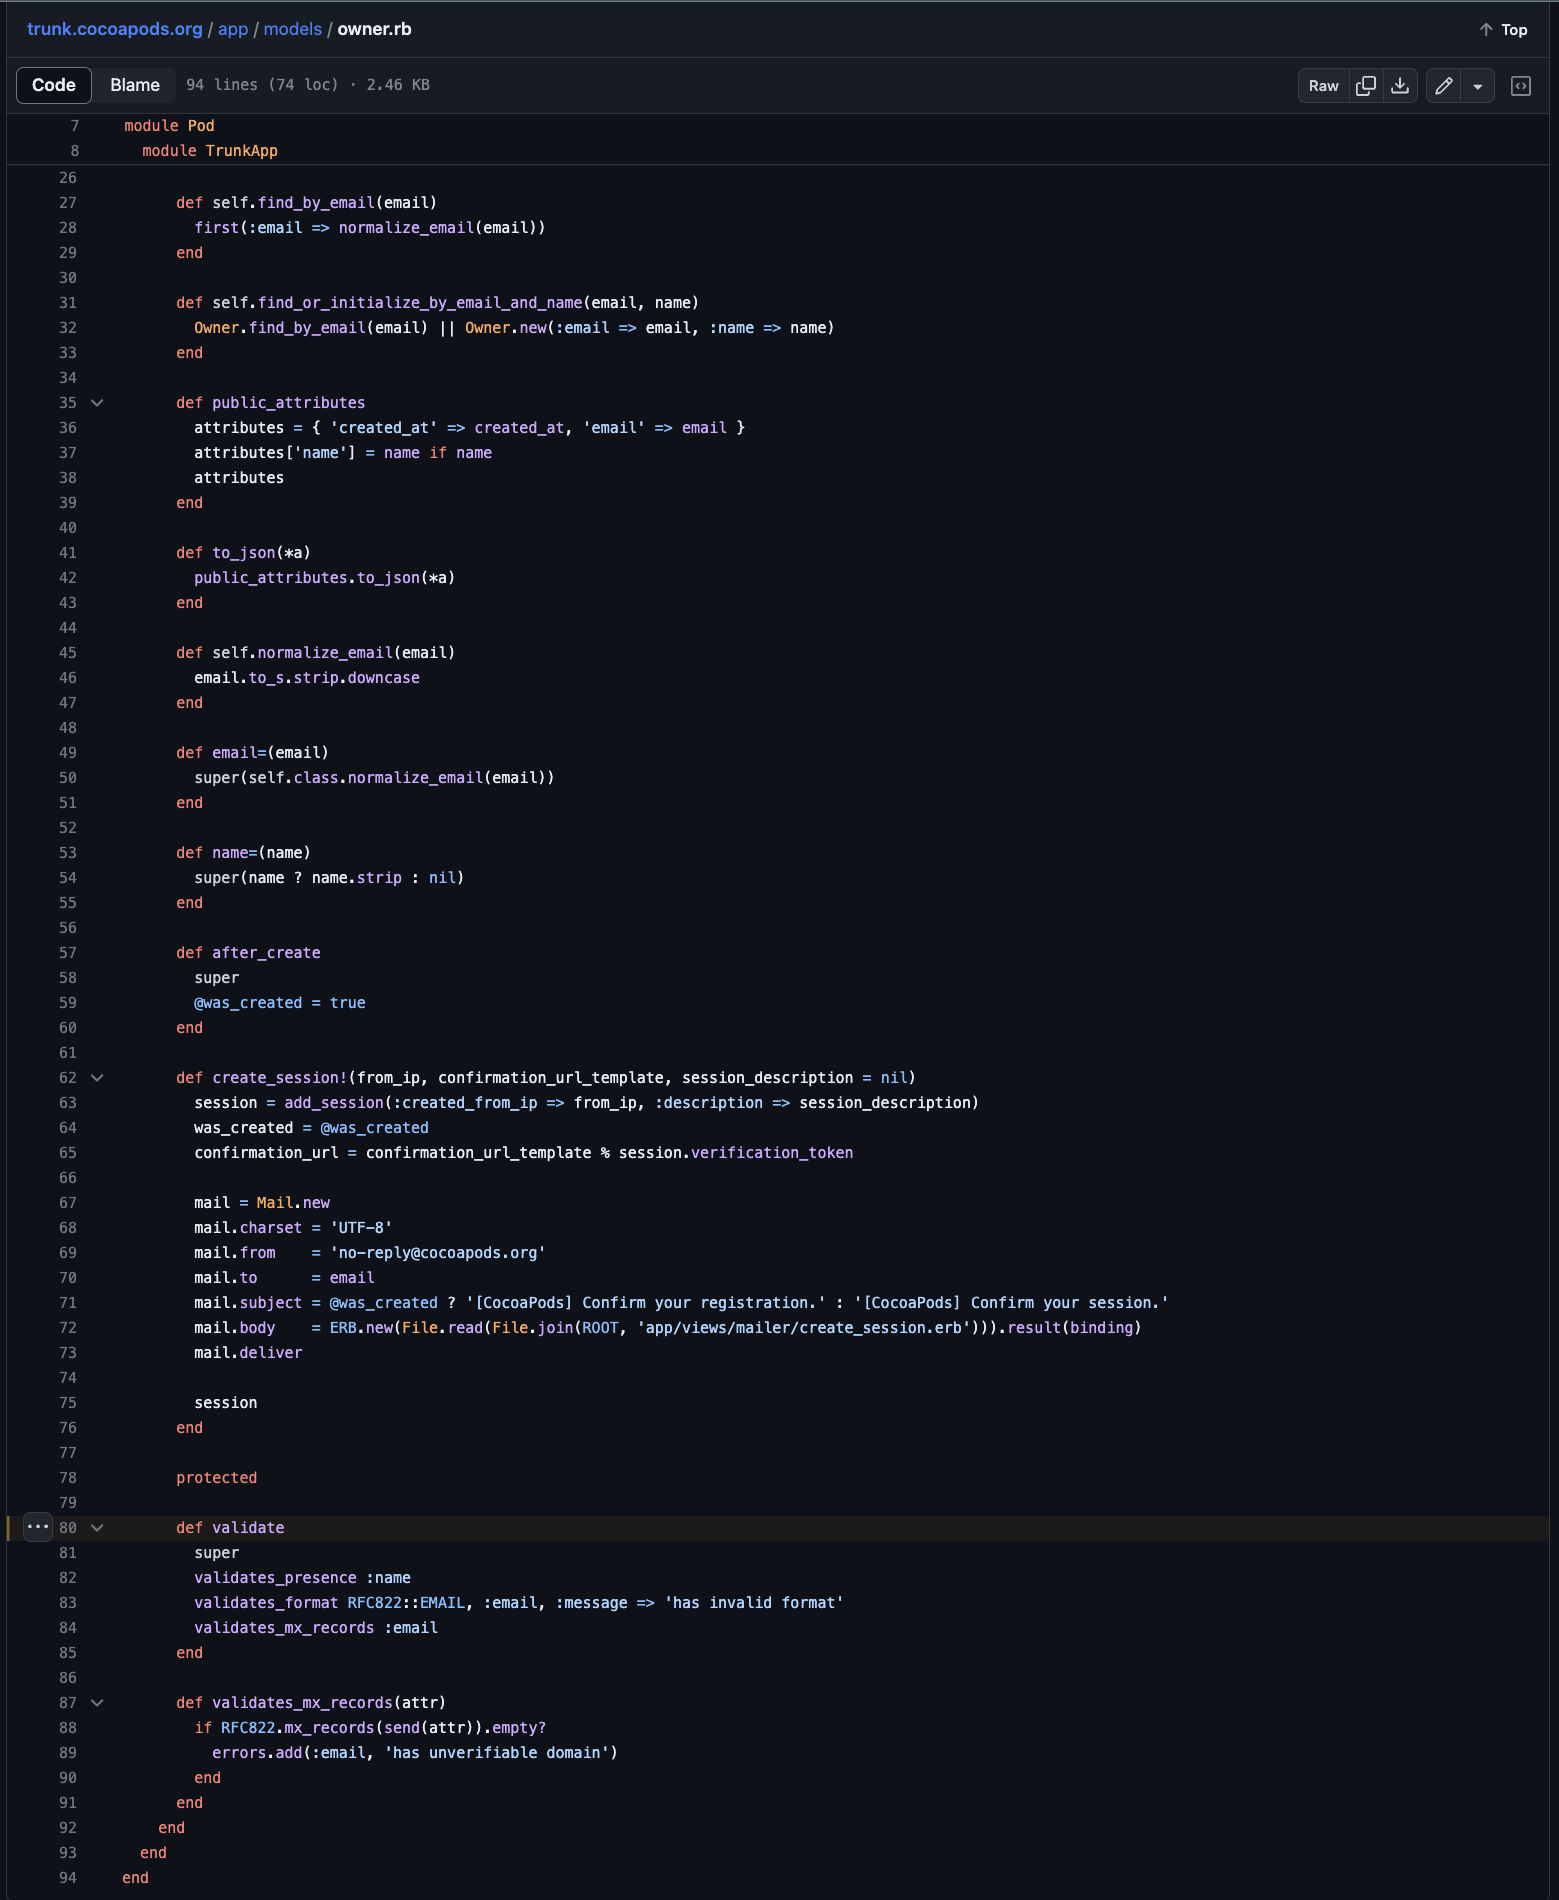 trunk.cocoapods.org / app / models / owner.rb
Top
Code Blame 94 lines (74 loc) · 2.46 KB
Raw
7 module Pod
8 module TrunkApp
26
27 def self.find_by_email(email)
28 first(:email => normalize_email(email))
29 end
30
31 def self.find_or_initialize_by_email_and_name(email, name)
32 Owner.find_by_email(email) || Owner.new(:email => email, :name => name)
33 end
34
35 def public_attributes
36 attributes = { 'created_at' => created_at, 'email' => email }
37 attributes['name'] = name if name
38 attributes
39 end
40
41 def to_json(*a)
42 public_attributes.to_json(*a)
43 end
44
45 def self.normalize_email(email)
46 email.to_s.strip.downcase
47 end
48
49 def email=(email)
50 super(self.class.normalize_email(email))
51 end
52
53 def name=(name)
54 super(name ? name.strip : nil)
55 end
56
57 def after_create
58 super
59 @was_created = true
60 end
61
62 def create_session!(from_ip, confirmation_url_template, session_description = nil)
63 session = add_session(:created_from_ip => from_ip, :description => session_description)
64 was_created = @was_created
65 confirmation_url = confirmation_url_template % session.verification_token
66
67 mail = Mail.new
68 mail.charset = 'UTF-8'
69 mail.from = 'no-reply@cocoapods.org'
70 mail.to = email
71 mail.subject = @was_created ? '[CocoaPods] Confirm your registration.' : '[CocoaPods] Confirm your session.'
72 mail.body = ERB.new(File.read(File.join(ROOT, 'app/views/mailer/create_session.erb'))).result(binding)
73 mail.deliver
74
75 session
76 end
77
78 protected
79
80 def validate
81 super
82 validates_presence :name
83 validates_format RFC822::EMAIL, :email, :message => 'has invalid format'
84 validates_mx_records :email
85 end
86
87 def validates_mx_records(attr)
88 if RFC822.mx_records(send(attr)).empty?
89 errors.add(:email, 'has unverifiable domain')
90 end
91 end
92 end
93 end
94 end